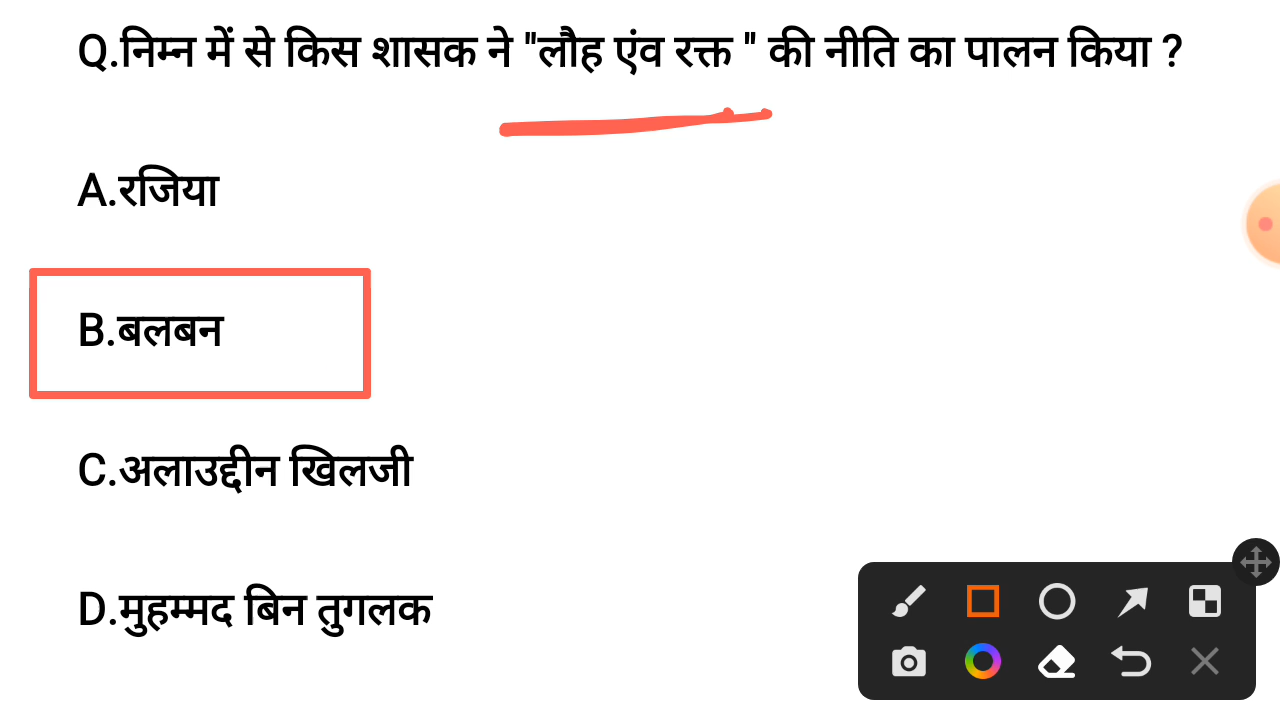 Q.निम्न में से किस शासक ने "लौह एंव रक्त " की नीति का पालन किया ?
A.रजिया
B.बलबन
C.अलाउद्दीन खिलजी
D.मुहम्मद बिन तुगलक